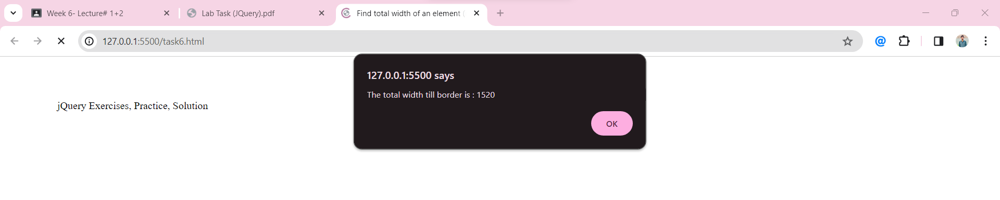 Week 6- Lecture# 1+2
Lab Task (JQuery).pdf
Find total width of an element (
127.0.0.1:5500/task6.html
127.0.0.1:5500 says
The total width till border is : 1520
OK
jQuery Exercises, Practice, Solution